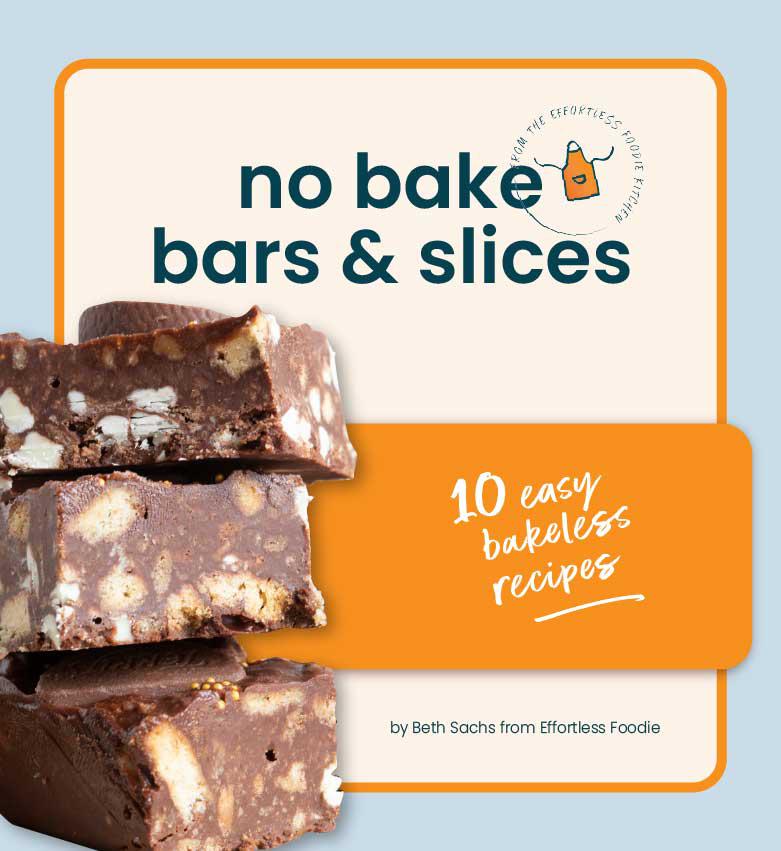 FROM THE EFFORTLESS FOODIE KITCHEN
no bake
bars & slices
10 easy
bakeless
recipes
by Beth Sachs from Effortless Foodie